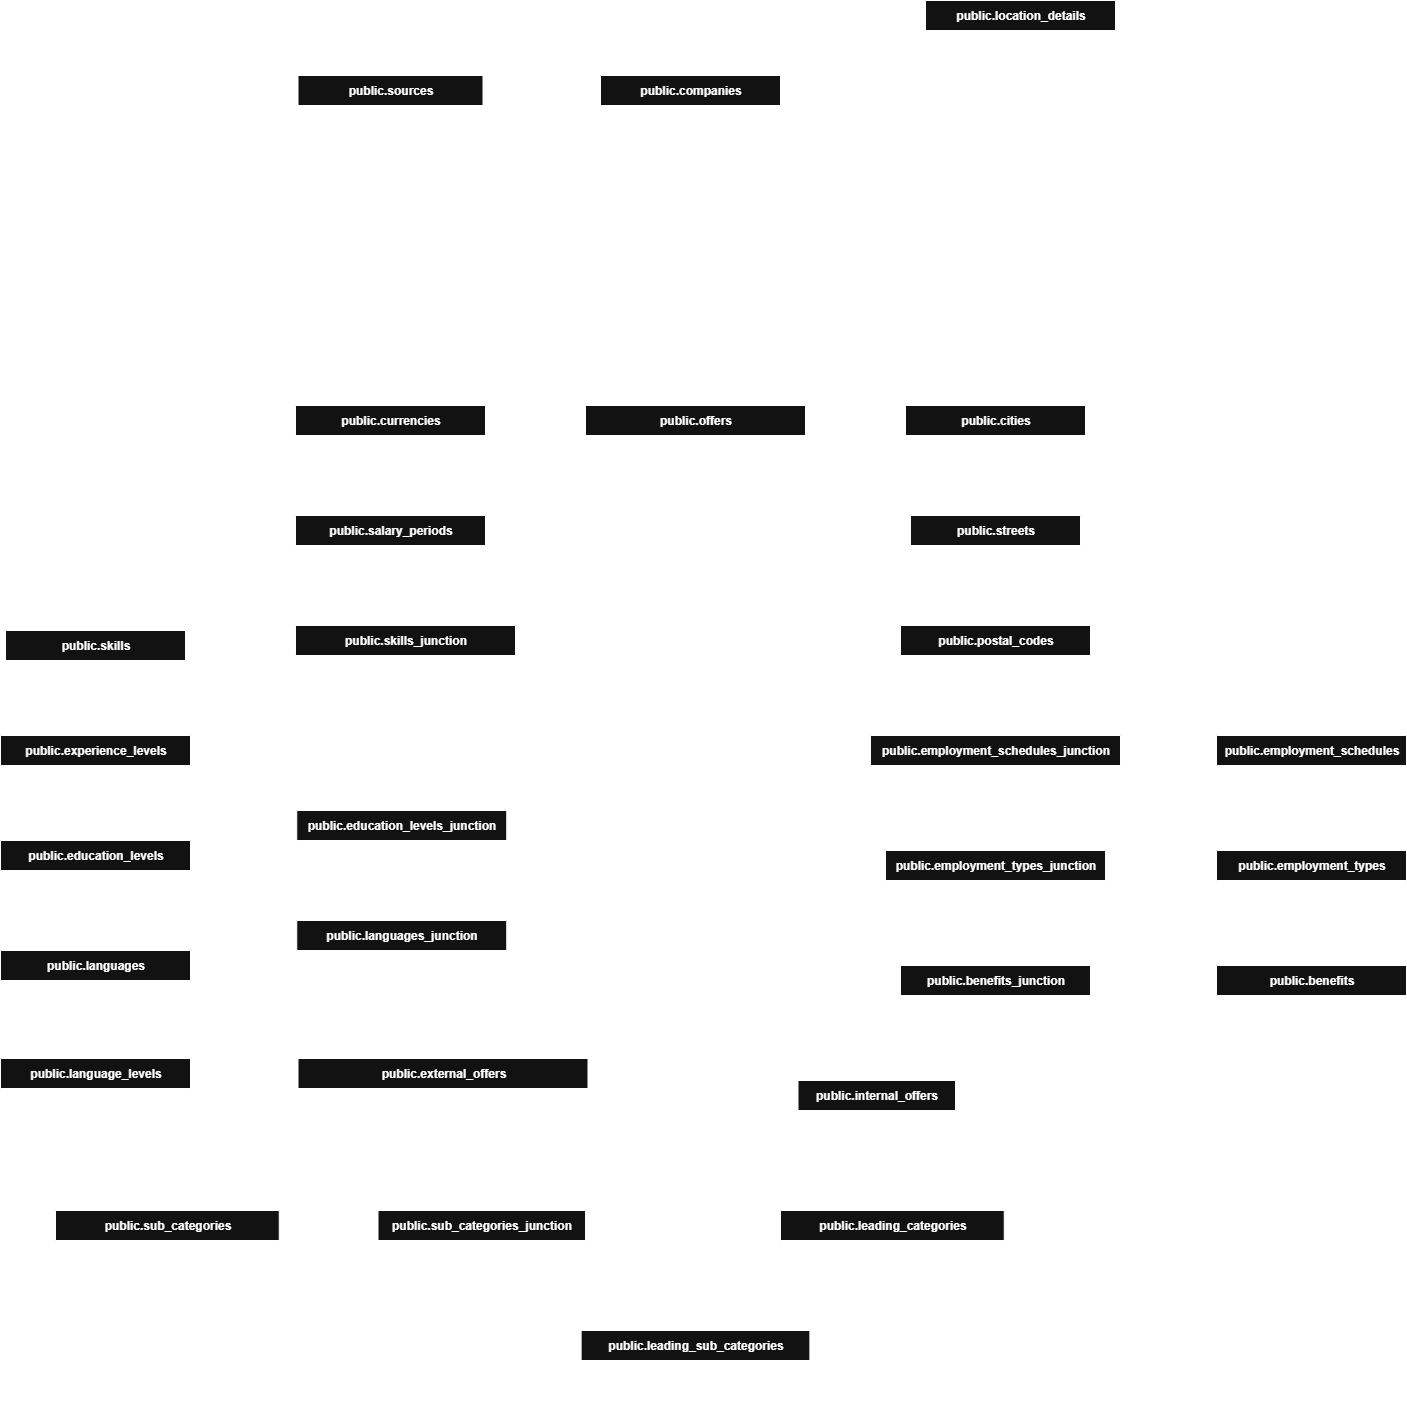 public.location_details
public.sources
public.companies
public.currencies
public.offers
public.cities
public.salary_periods
public.streets
public.skills
public.skills_junction
public.postal_codes
public.experience_levels
public.employment_schedules_junction
public.employment_schedules
public.education_levels_junction
public.education_levels
public.employment_types_junction
public.employment_types
public.languages_junction
public.languages
public.benefits_junction
public.benefits
public.language_levels
public.external_offers
public.internal_offers
public.sub_categories
public.sub_categories_junction
public.leading_categories
public.leading_sub_categories